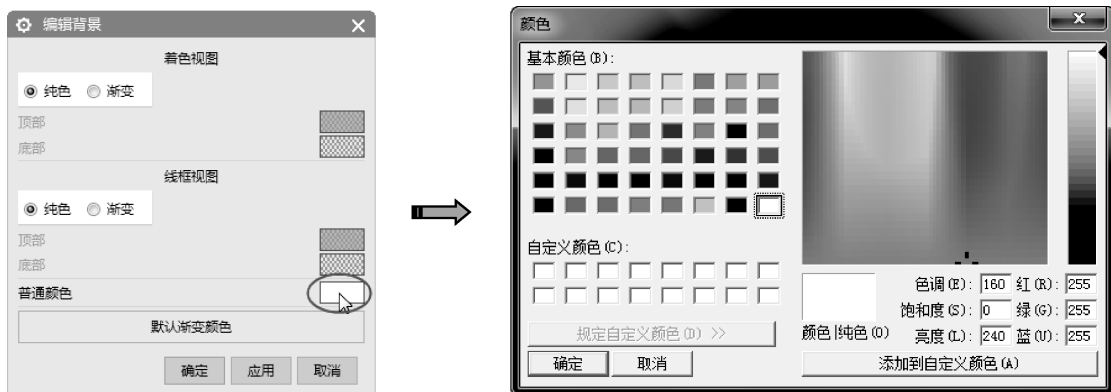 编辑背景
着色视图
纯色 渐变
顶部
底部
线框视图
纯色 渐变
顶部
底部
普通颜色
默认渐变颜色
确定 应用 取消
颜色
基本颜色(B):
自定义颜色(C):
规定自定义颜色(D) >>
确定 取消
颜色|纯色(O)
色调(E): 160 红(R): 255
饱和度(S): 0 绿(G): 255
亮度(L): 240 蓝(U): 255
添加到自定义颜色(A)